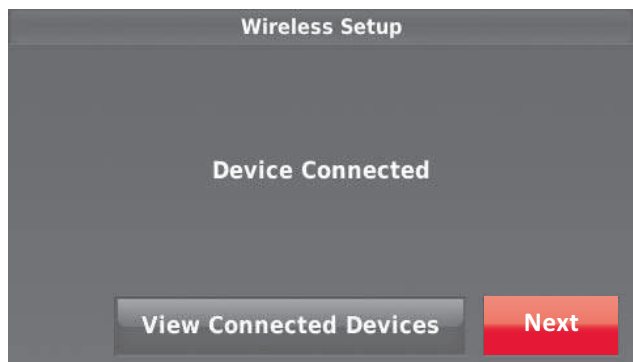 Wireless Setup
Device Connected
View Connected Devices
Next